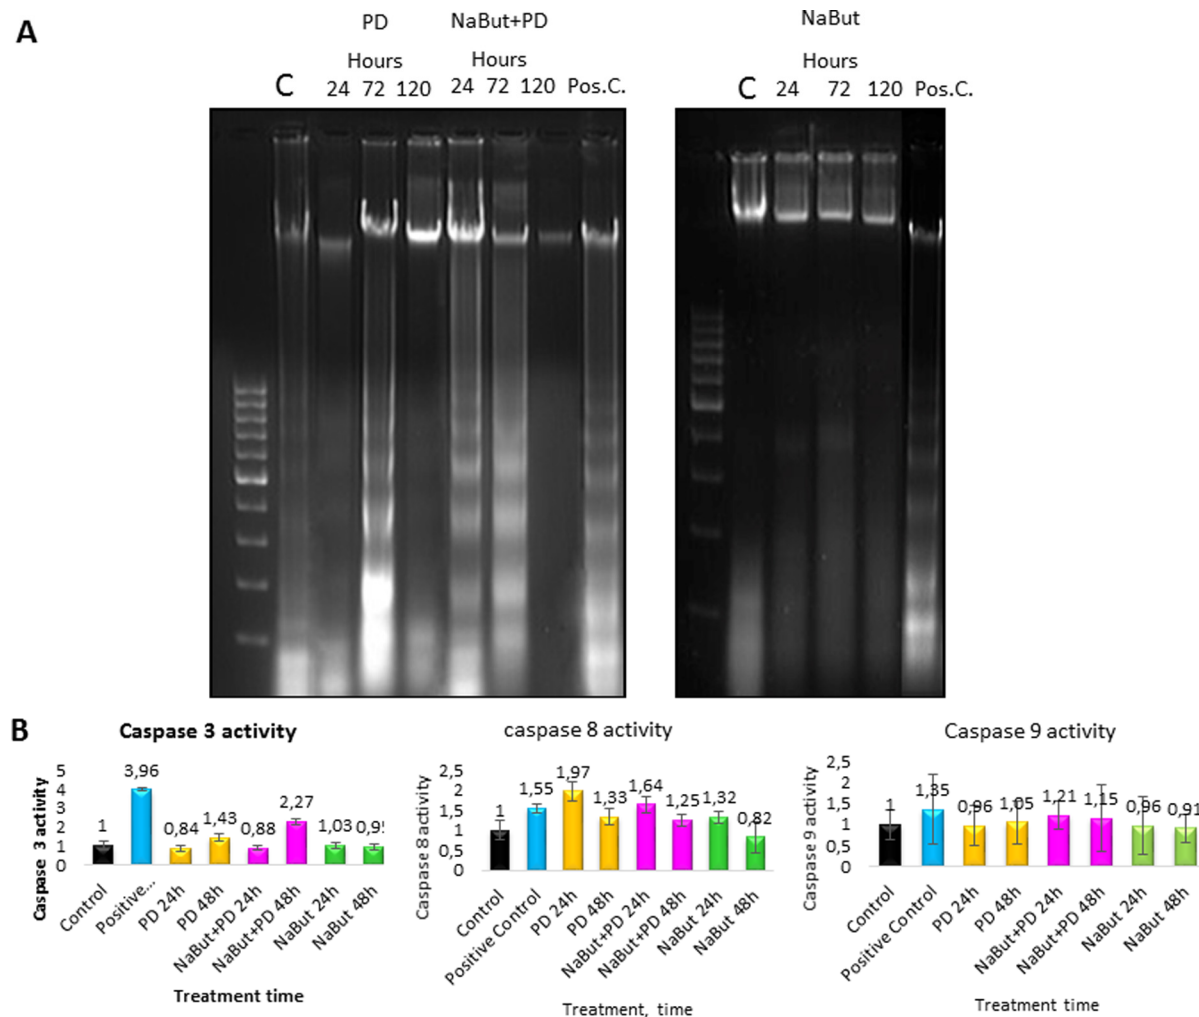 A
PD NaBut+PD NaBut
Hours Hours Hours
C 24 72 120 24 72 120 Pos.C. C 24 72 120 Pos.C.
B
Caspase 3 activity
Caspase 3 activity
5
4
3
2
1
0
1 3,96 0,84 1,43 0,88 2,27 1,03
Control
Positive...
PD 24h
PD 48h
NaBut+PD 24h
NaBut+PD 48h
NaBut 24h
NaBut 48h
Treatment time
caspase 8 activity
Caspase 8 activity
2,5
2
1,5
1
0,5
0
1 1,55 1,97 1,33 1,64 1,25 1,32 0,82
Control
Positive Control
PD 24h
PD 48h
NaBut+PD 24h
NaBut+PD 48h
NaBut 24h
NaBut 48h
Treatment, time
Caspase 9 activity
Caspase 9 activity
2,5
2
1,5
1
0,5
0
1 1,35 0,96 1,05 1,21 1,15 0,96 0,91
Control
Positive Control
PD 24h
PD 48h
NaBut+PD 24h
NaBut+PD 48h
NaBut 24h
NaBut 48h
Treatment time